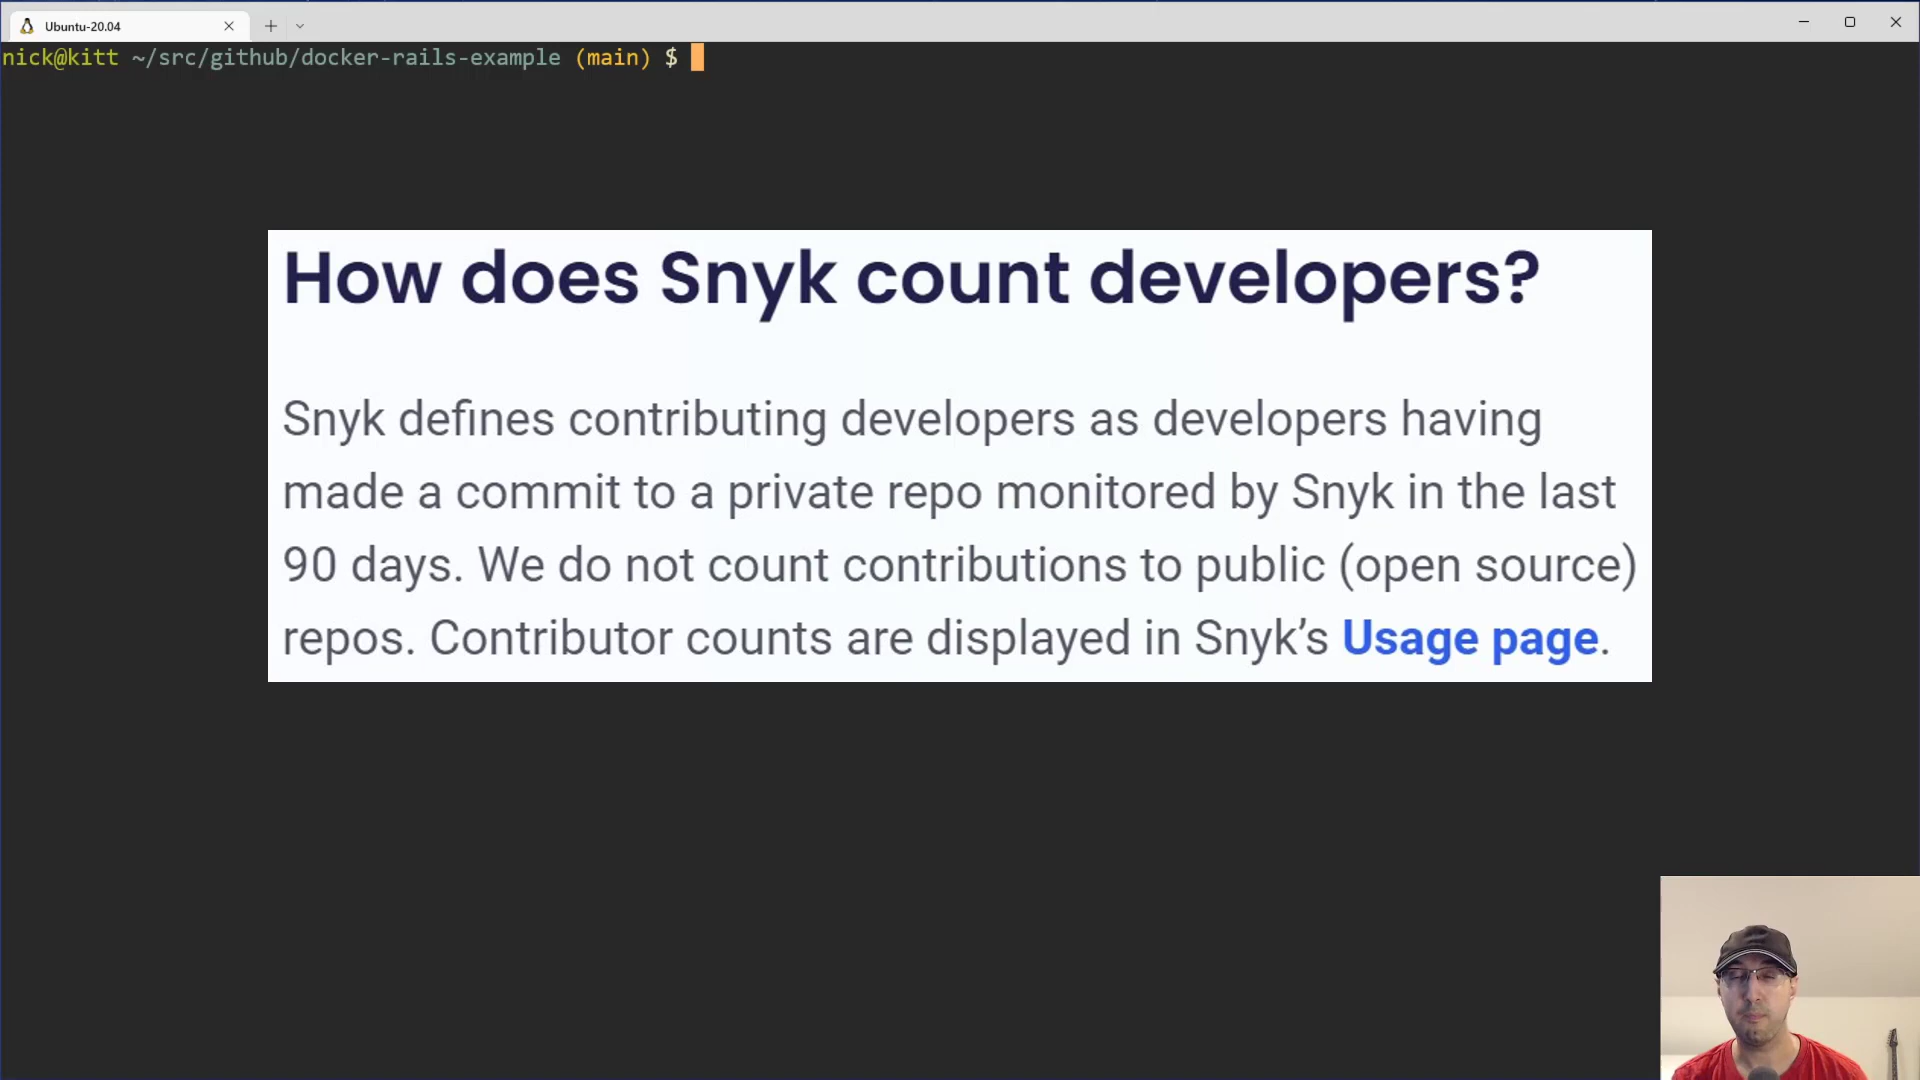 Ubuntu-20.04
nick@kitt ~/src/github/docker-rails-example (main) $
How does Snyk count developers?
Snyk defines contributing developers as developers having
made a commit to a private repo monitored by Snyk in the last
90 days. We do not count contributions to public (open source)
repos. Contributor counts are displayed in Snyk’s Usage page.